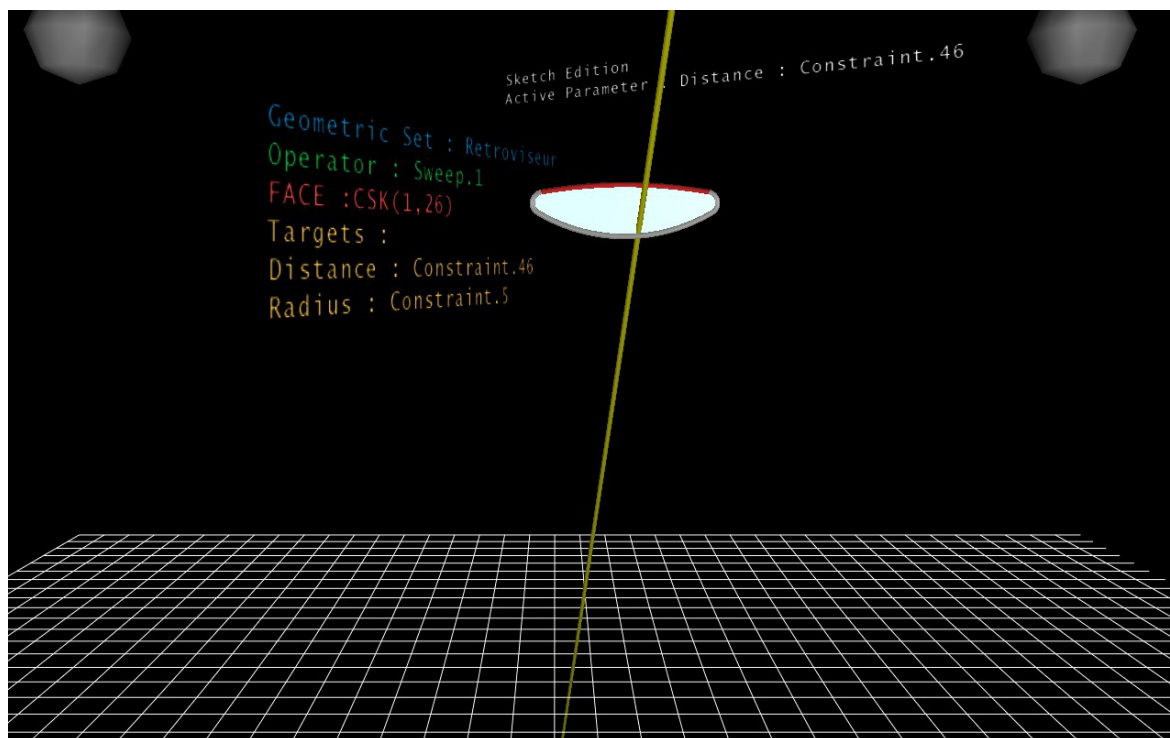 Sketch Edition
Active Parameter : Distance : Constraint.46
Geometric Set : Retroviseur
Operator : Sweep.1
FACE :CSK(1,26)
Targets :
Distance : Constraint.46
Radius : Constraint.5